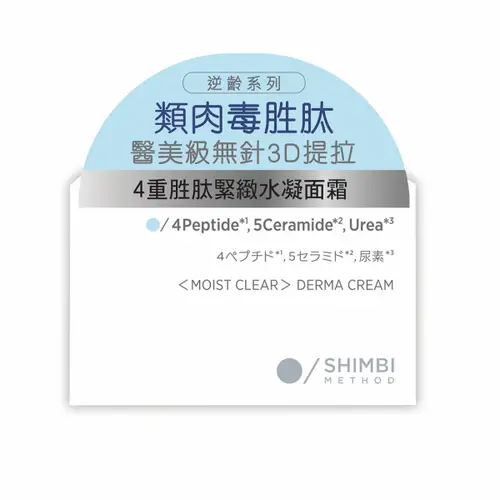 逆齡系列
類肉毒胜肽
醫美級無針3D提拉
4重胜肽緊緻水凝面霜
/4Peptide*1, 5Ceramide*2, Urea*3
4ペプチド*1, 5セラミド*2, 尿素*3
<MOIST CLEAR> DERMA CREAM
/SHIMBI
METHOD